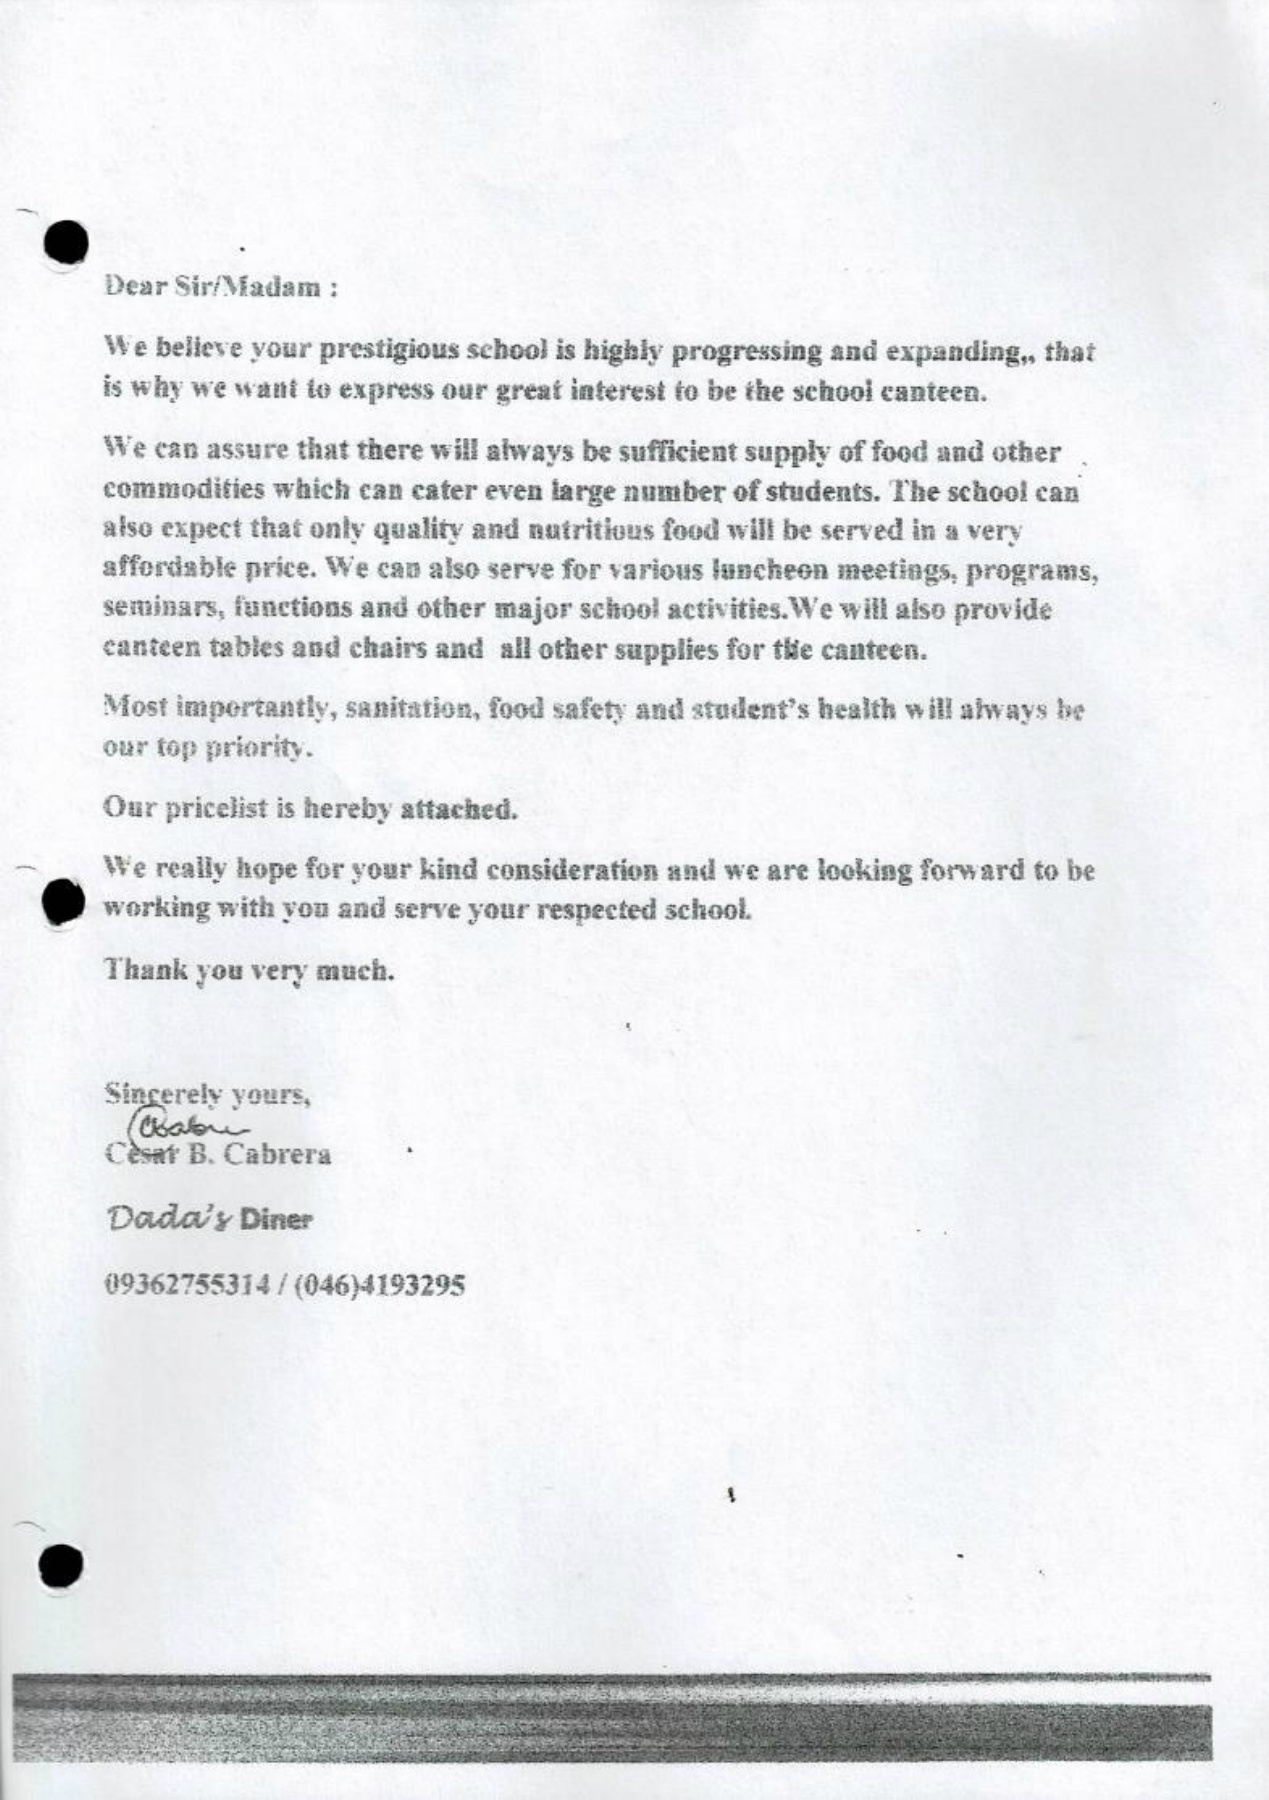 Dear Sir/Madam :
We believe your prestigious school is highly progressing and expanding,, that
is why we want to express our great interest to be the school canteen.
We can assure that there will always be sufficient supply of food and other
commodities which can cater even large number of students. The school can
also expect that only quality and nutritious food will be served in a very
affordable price. We can also serve for various luncheon meetings, programs,
seminars, functions and other major school activities.We will also provide
canteen tables and chairs and  all other supplies for the canteen.
Most importantly, sanitation, food safety and student's health will always be
our top priority.
Our pricelist is hereby attached.
We really hope for your kind consideration and we are looking forward to be
working with you and serve your respected school.
Thank you very much.
Sincerely yours,
Cesar B. Cabrera
Dada's Diner
09362755314 / (046)4193295